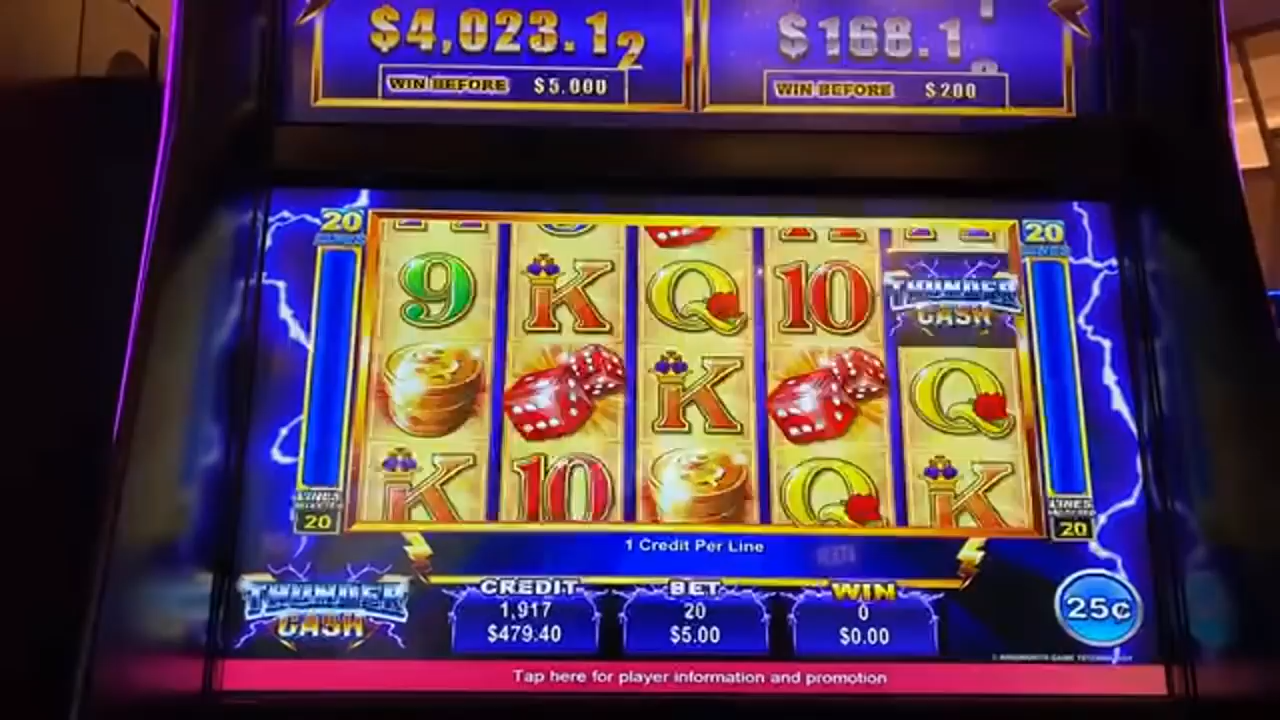 $4,023.12
WIN BEFORE $5,000
$168.1
WIN BEFORE $200
20
20
9 K Q 10 THUNDER CASH
K Q
K 10 Q K
LINES
20
LINES
20
1 Credit Per Line
THUNDER
CASH
CREDIT
1,917
$479.40
BET
20
$5.00
WIN
0
$0.00
25¢
Tap here for player information and promotion